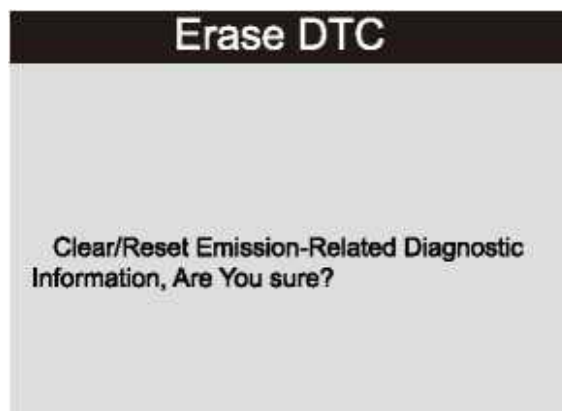 Erase DTC
Clear/Reset Emission-Related Diagnostic
Information, Are You sure?